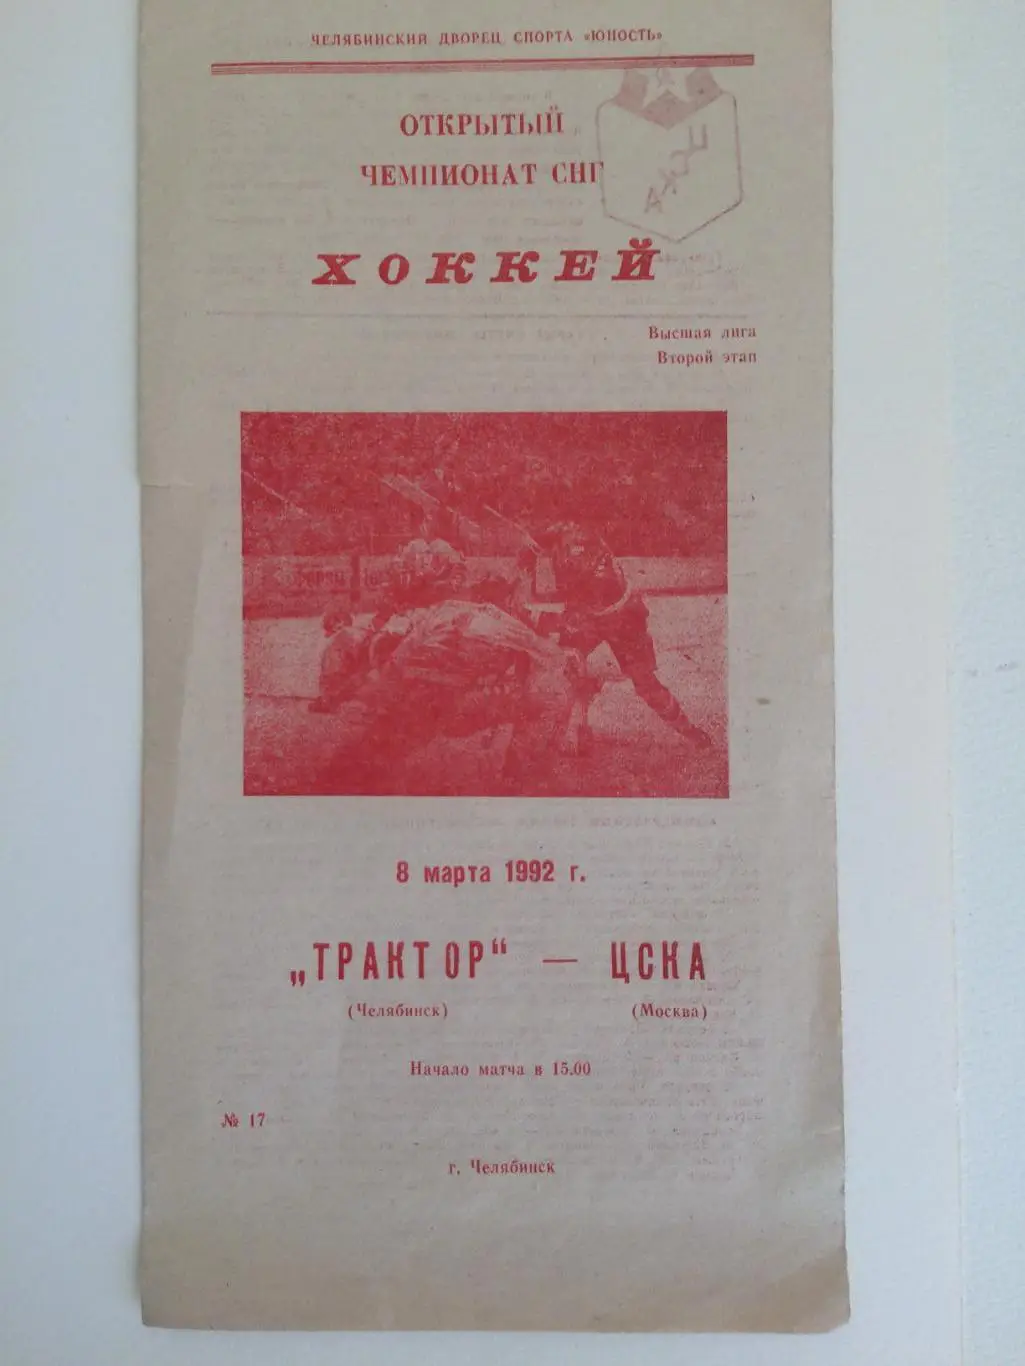 ЧЕЛЯБИНСКИЙ ДВОРЕЦ СПОРТА «ЮНОСТЬ»
ОТКРЫТЫЙ
ЧЕМПИОНАТ СНГ
ЦСКА
ХОККЕЙ
Высшая лига
Второй этап
8 марта 1992 г.
„ТРАКТОР“ — ЦСКА
(Челябинск) (Москва)
Начало матча в 15.00
№ 17
г. Челябинск